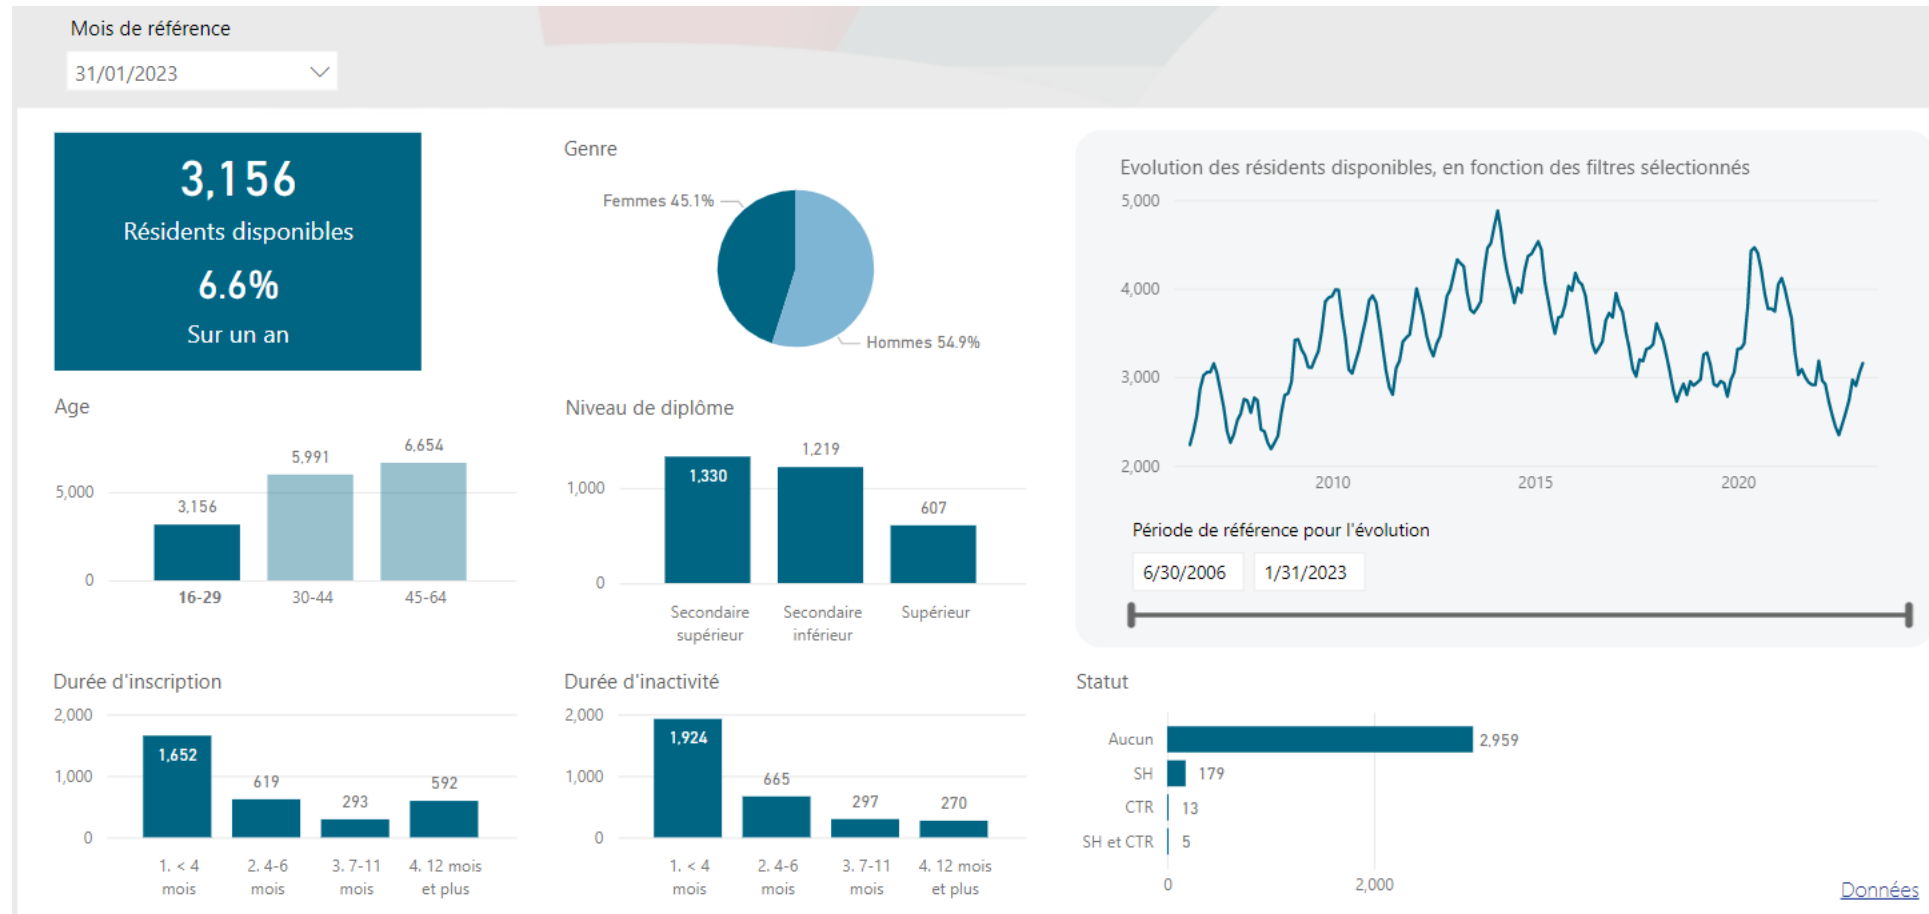 Mois de référence
31/01/2023
3,156
Résidents disponibles
6.6%
Sur un an
Genre
Femmes 45.1%
Hommes 54.9%
Evolution des résidents disponibles, en fonction des filtres sélectionnés
5,000
4,000
3,000
2,000
2010
2015
2020
Période de référence pour l'évolution
6/30/2006
1/31/2023
Age
5,000
0
3,156
5,991
6,654
16-29
30-44
45-64
Niveau de diplôme
1,000
0
1,330
1,219
607
Secondaire
supérieur
Secondaire
inférieur
Supérieur
Durée d'inscription
2,000
1,000
0
1,652
619
293
592
1. < 4
mois
2. 4-6
mois
3. 7-11
mois
4. 12 mois
et plus
Durée d'inactivité
2,000
1,000
0
1,924
665
297
270
1. < 4
mois
2. 4-6
mois
3. 7-11
mois
4. 12 mois
et plus
Statut
Aucun
2,959
SH
179
CTR
13
SH et CTR
5
0
2,000
Données